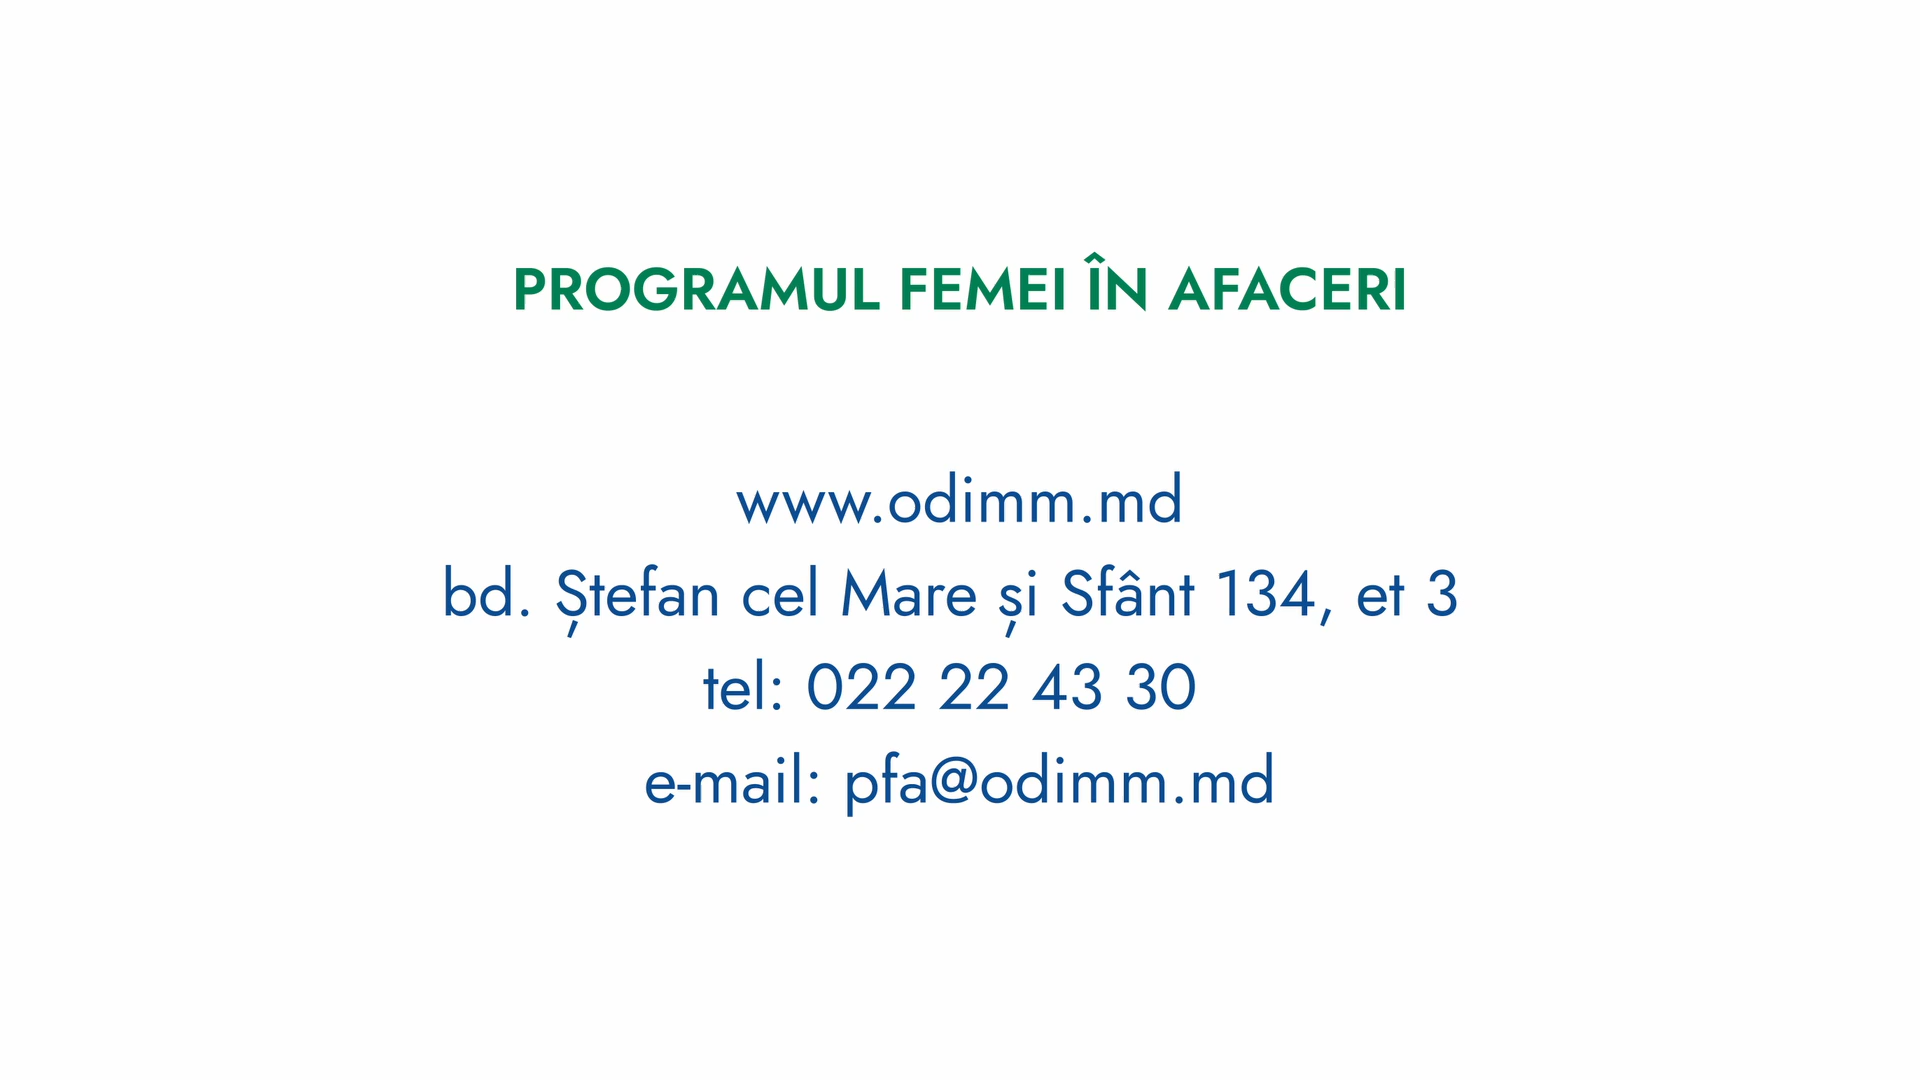 PROGRAMUL FEMEI ÎN AFACERI
www.odimm.md
bd. Ștefan cel Mare și Sfânt 134, et 3
tel: 022 22 43 30
e-mail: pfa@odimm.md